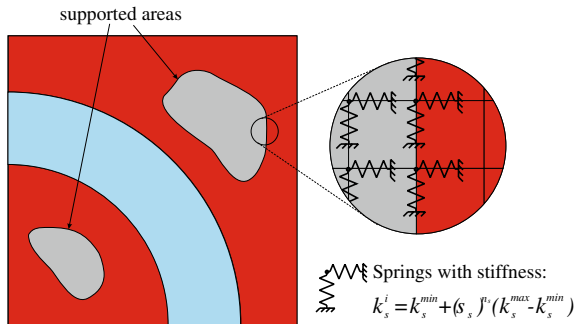 supported areas
Springs with stiffness:
k_s^i = k_s^{min} + (s_s)^{n_s} (k_s^{max} - k_s^{min})